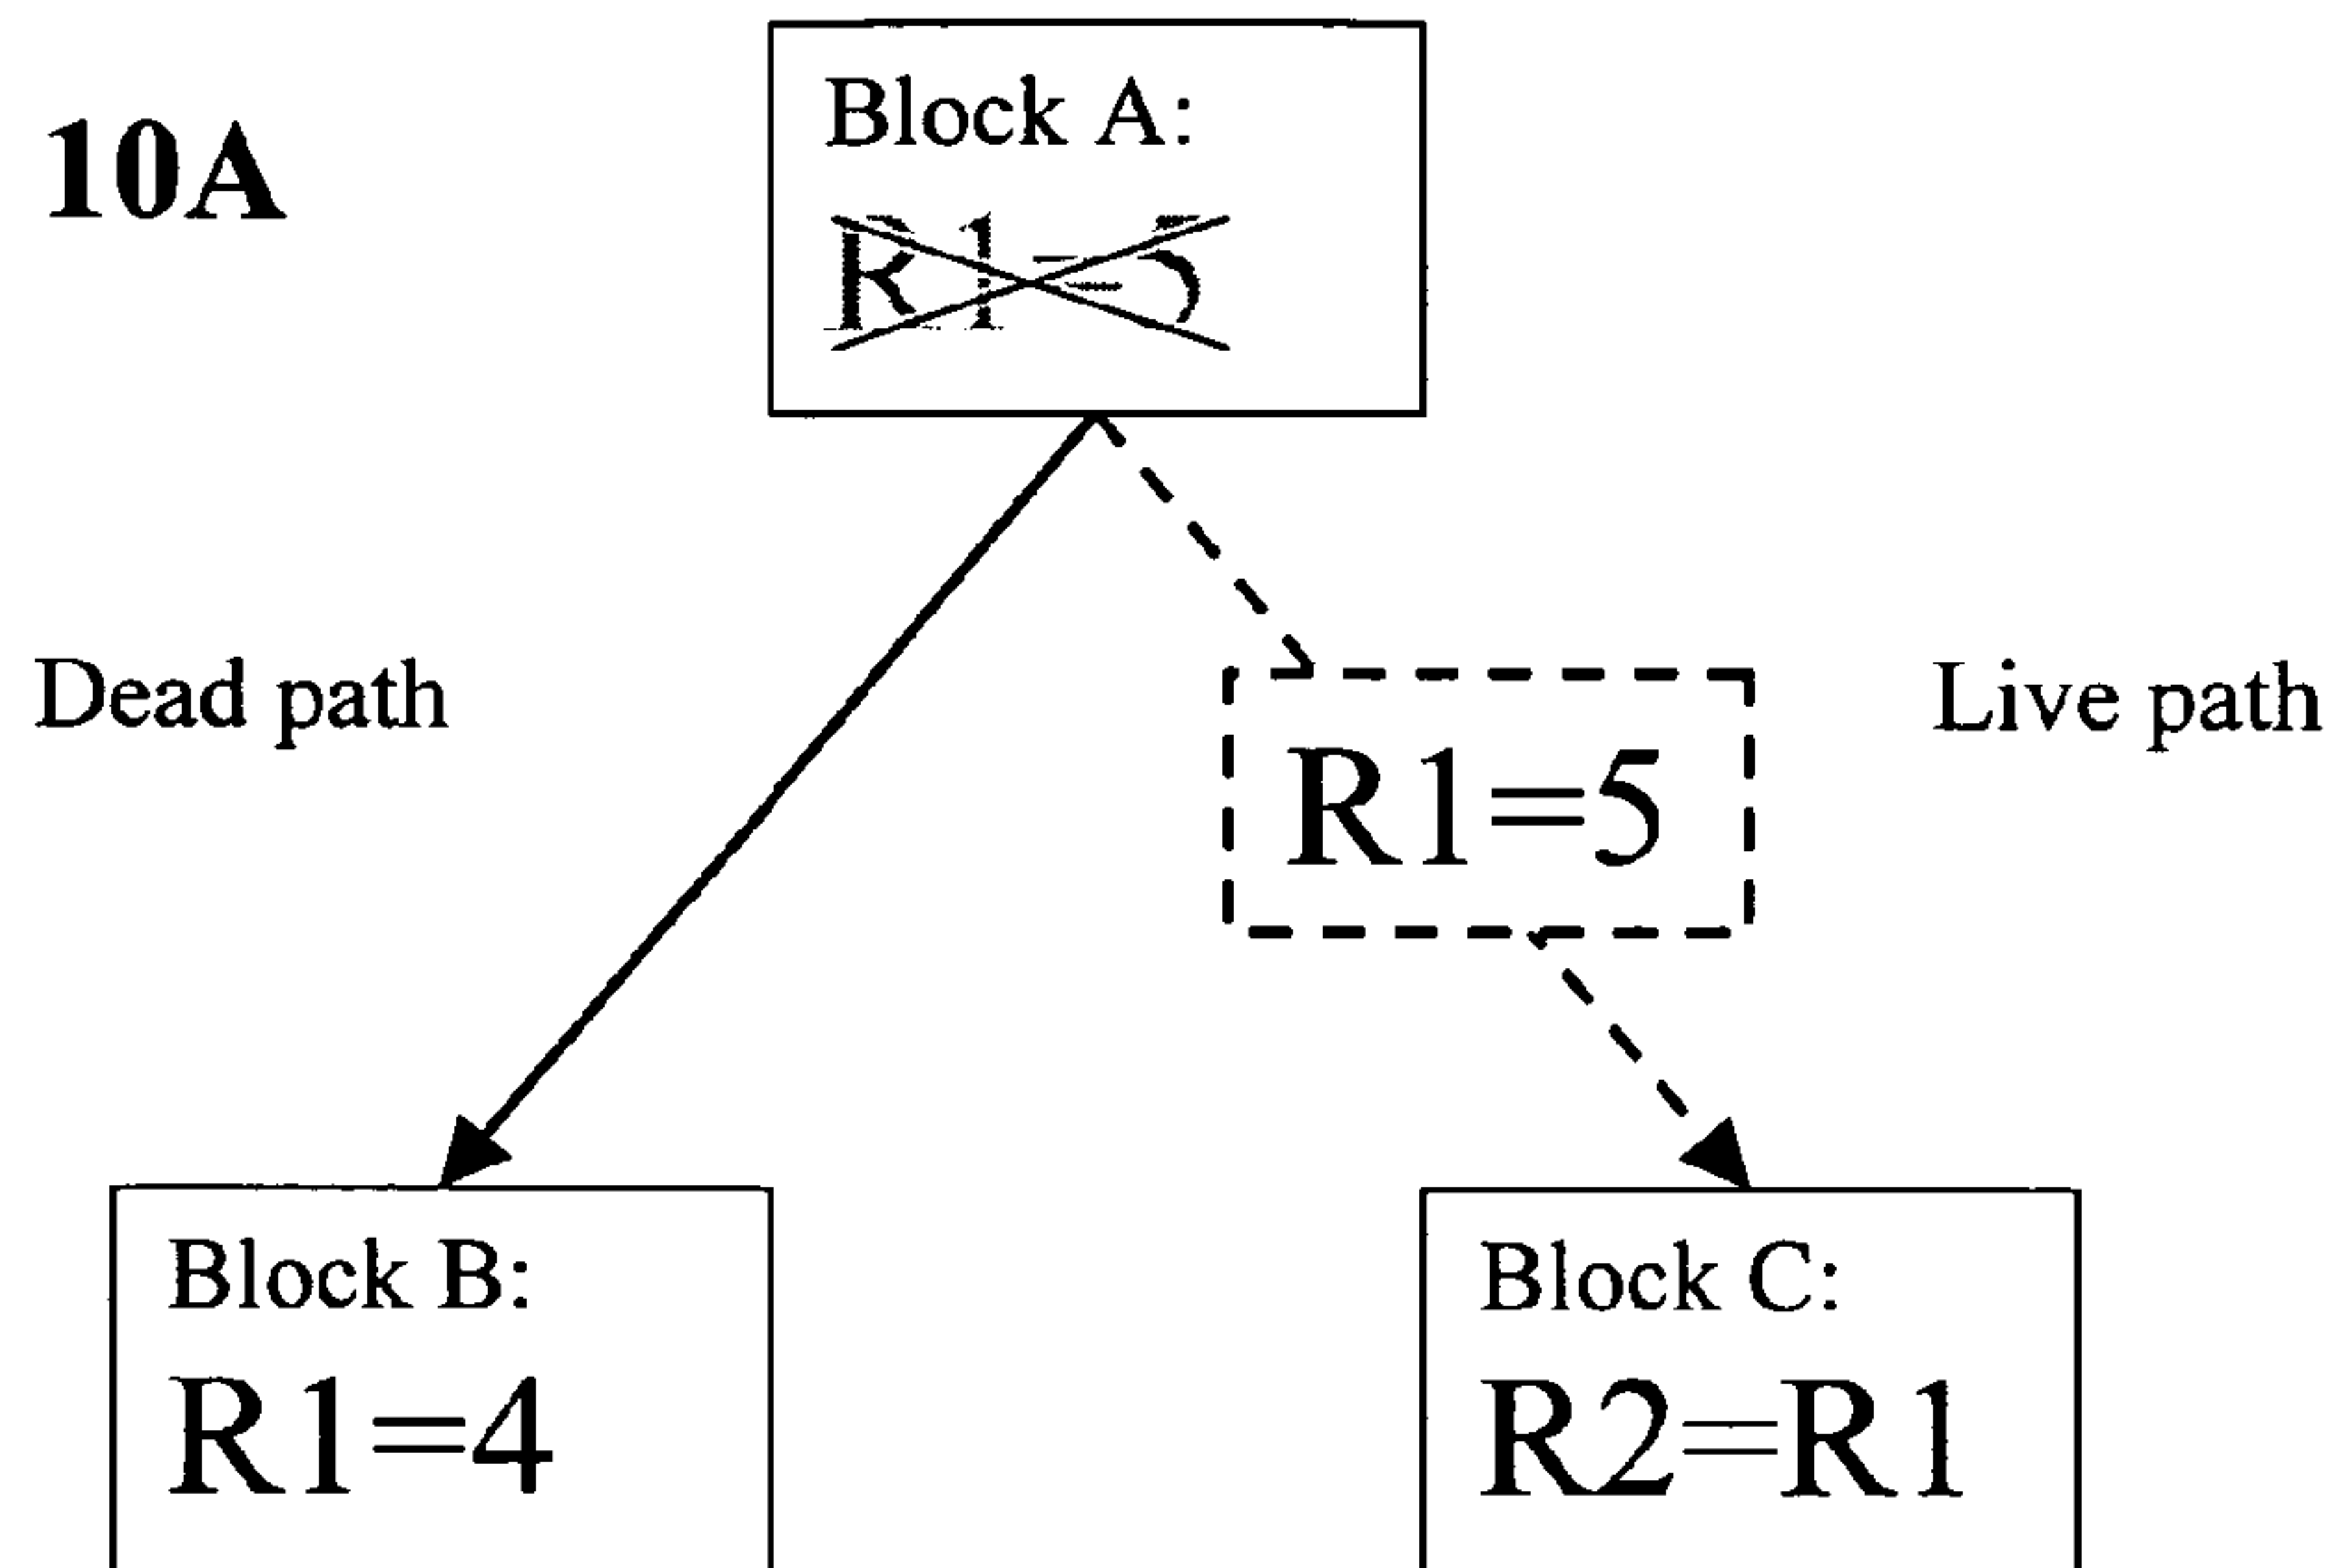 10A
Block A:
R1=5
Dead path
R1=5
Live path
Block B:
R1=4
Block C:
R2=R1